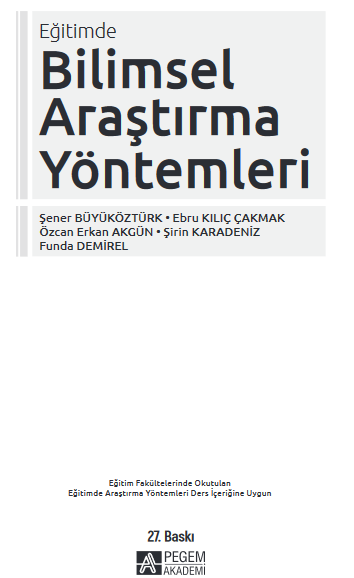 Eğitimde
Bilimsel
Araştırma
Yöntemleri
Şener BÜYÜKÖZTÜRK • Ebru KILIÇ ÇAKMAK
Özcan Erkan AKGÜN • Şirin KARADENİZ
Funda DEMİREL
Eğitim Fakültelerinde Okutulan
Eğitimde Araştırma Yöntemleri Ders İçeriğine Uygun
27. Baskı
PEGEM
AKADEMİ